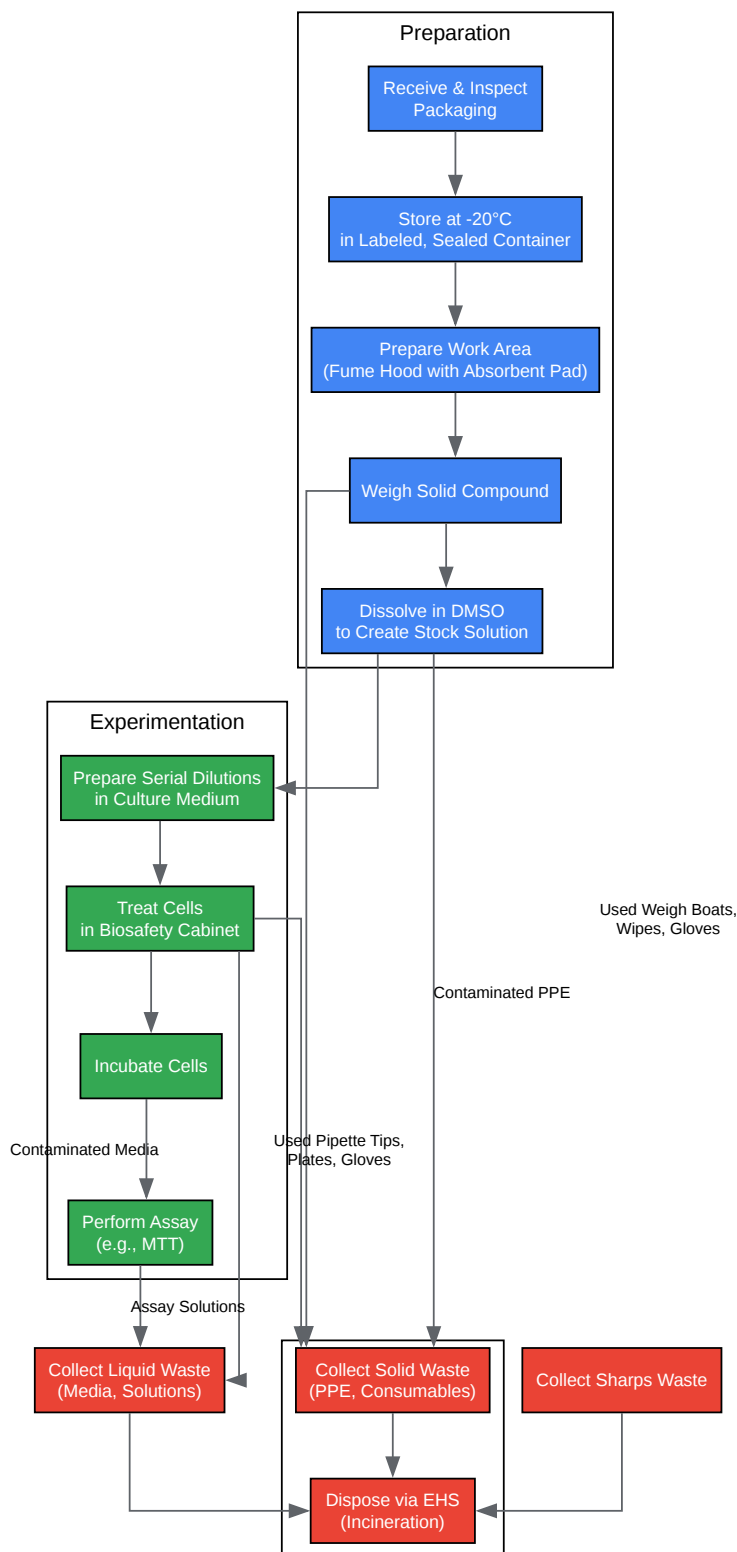 Preparation
Receive & Inspect
Packaging
Store at -20°C
in Labeled, Sealed Container
Prepare Work Area
(Fume Hood with Absorbent Pad)
Weigh Solid Compound
Dissolve in DMSO
to Create Stock Solution
Experimentation
Prepare Serial Dilutions
in Culture Medium
Treat Cells
in Biosafety Cabinet
Used Weigh Boats,
Wipes, Gloves
Contaminated PPE
Incubate Cells
Contaminated Media
Used Pipette Tips,
Plates, Gloves
Perform Assay
(e.g., MTT)
Assay Solutions
Collect Liquid Waste
(Media, Solutions)
Collect Solid Waste
(PPE, Consumables)
Collect Sharps Waste
Dispose via EHS
(Incineration)